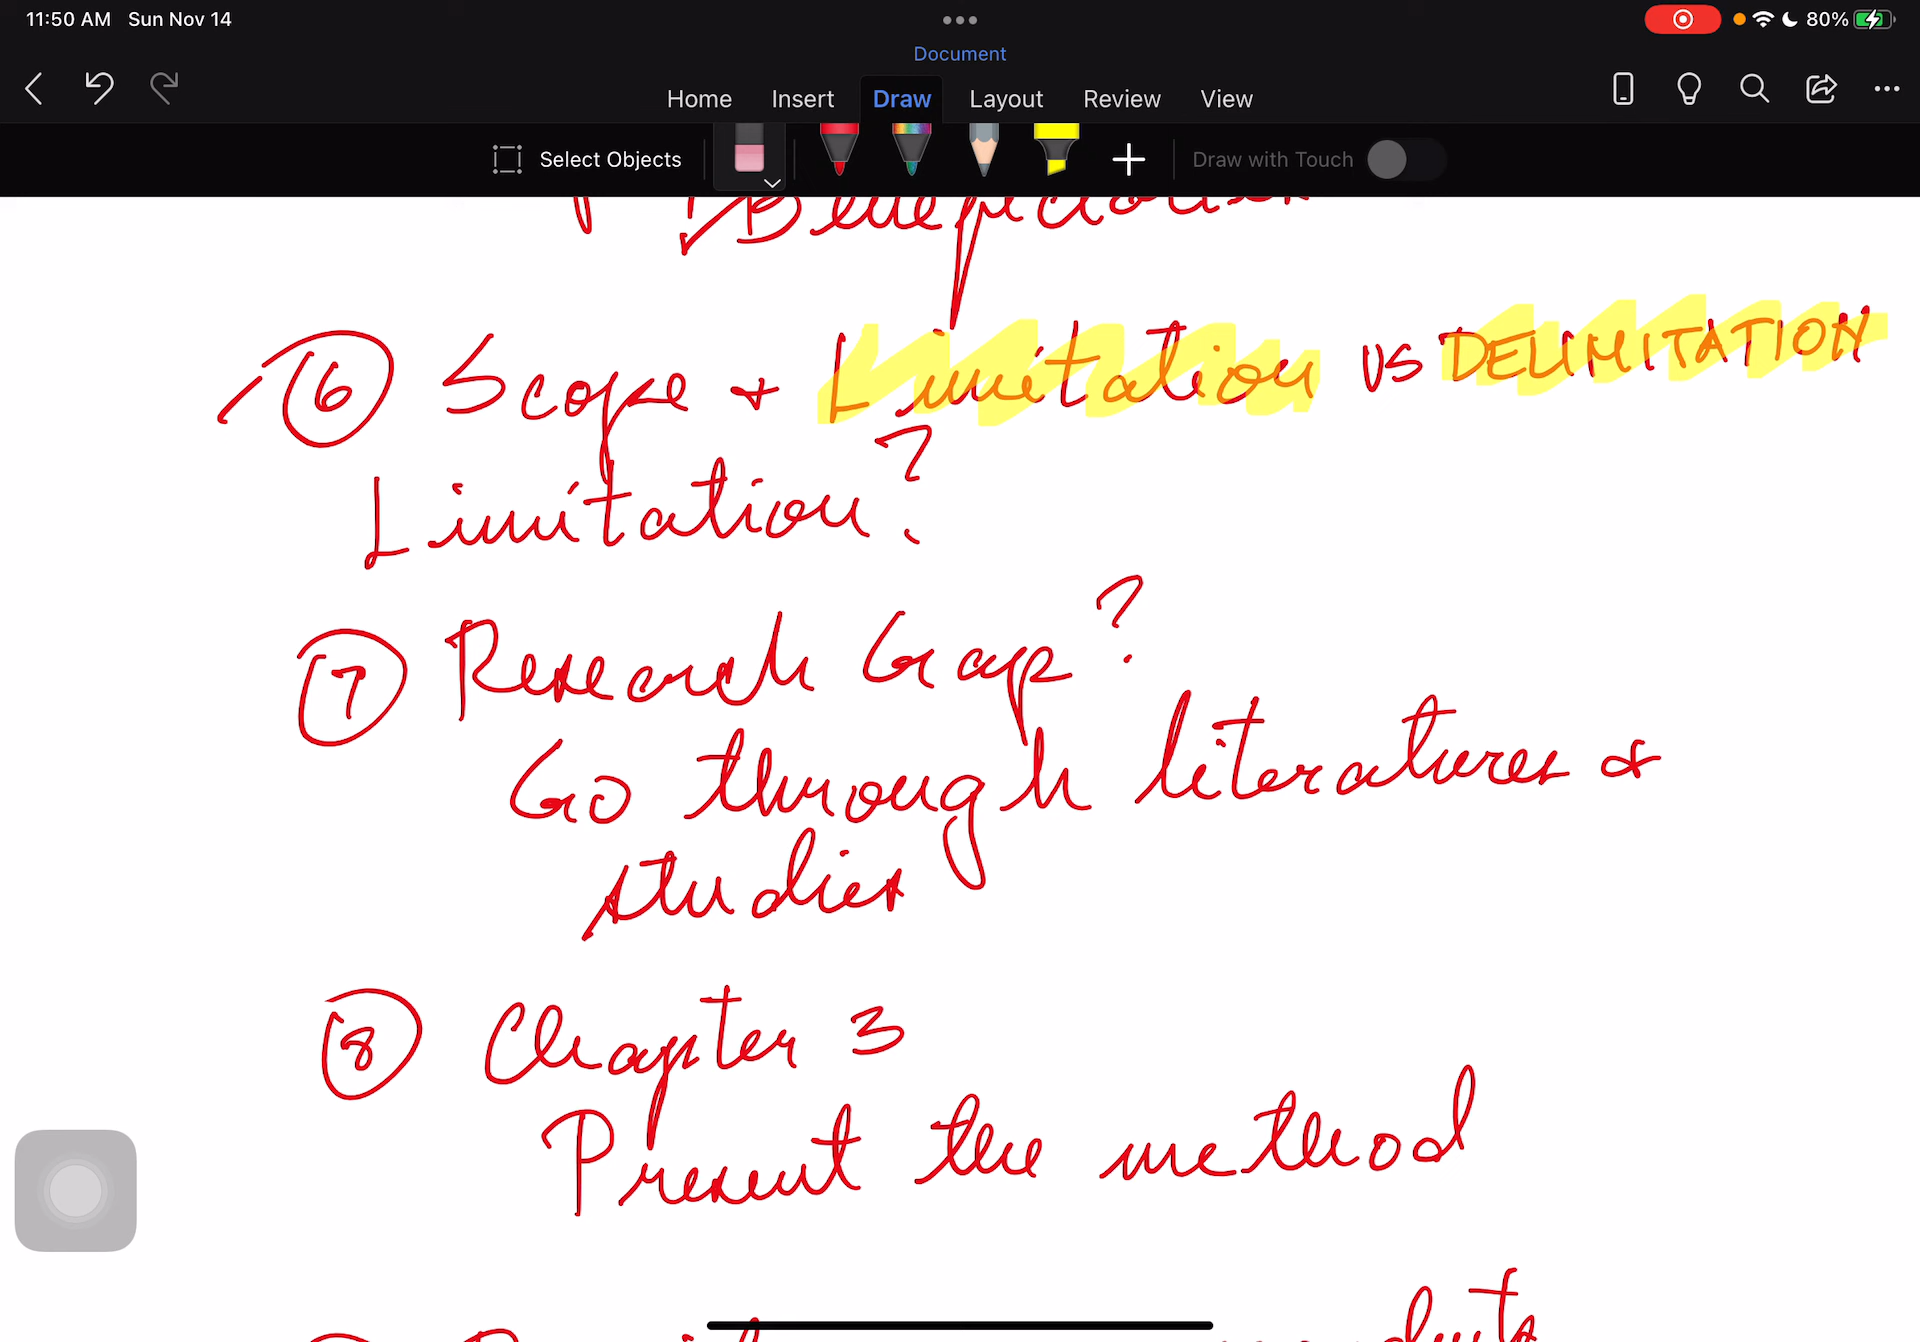 11:50 AM Sun Nov 14
80%
Document
Home Insert Draw Layout Review View
Select Objects
Draw with Touch
✓ Beneficiaries
6 Scope & Limitation VS DELIMITATION
Limitation?
7 Research Gap?
Go through literatures &
studies
8 Chapter 3
Present the method